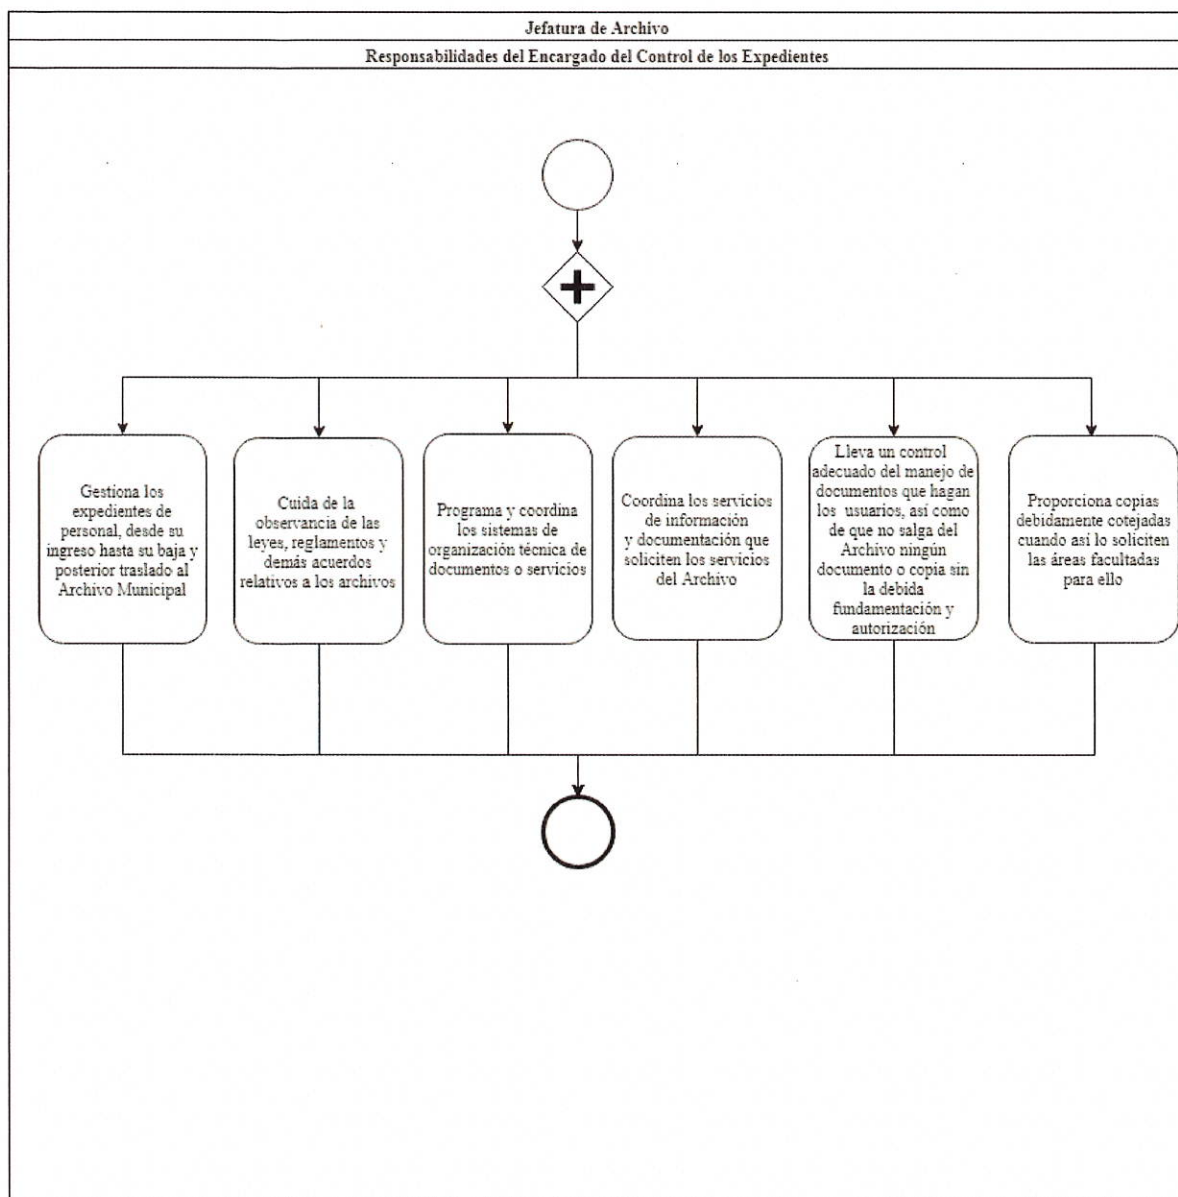 Jefatura de Archivo
Responsabilidades del Encargado del Control de los Expedientes
Gestiona los
expedientes de
personal, desde su
ingreso hasta su baja y
posterior traslado al
Archivo Municipal
Cuida de la
observancia de las
leyes, reglamentos y
demás acuerdos
relativos a los archivos
Programa y coordina
los sistemas de
organización técnica de
documentos o servicios
Coordina los servicios
de información
y documentación que
soliciten los servicios
del Archivo
Lleva un control
adecuado del manejo de
documentos que hagan
los usuarios, así como
de que no salga del
Archivo ningún
documento o copia sin
la debida
fundamentación y
autorización
Proporciona copias
debidamente cotejadas
cuando así lo soliciten
las áreas facultadas
para ello